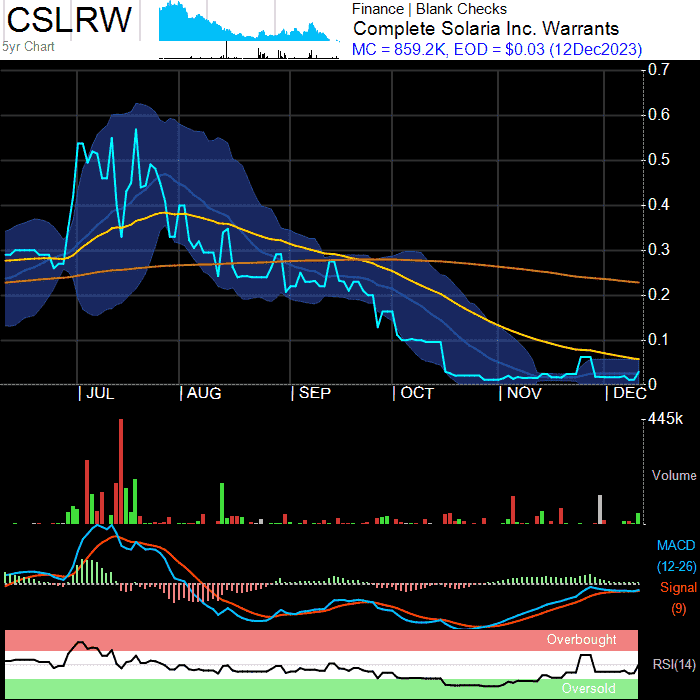 CSLRW
5yr Chart
Finance | Blank Checks
Complete Solaria Inc. Warrants
MC = 859.2K, EOD = $0.03 (12Dec2023)
0.7
0.6
0.5
0.4
0.3
0.2
0.1
0
JUL AUG SEP OCT NOV DEC
445k
Volume
MACD
(12-26)
Signal
(9)
Overbought
RSI(14)
Oversold